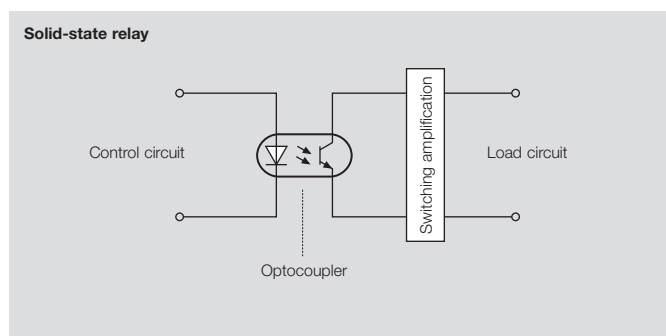 Solid-state relay
Control circuit
Switching amplification
Load circuit
Optocoupler